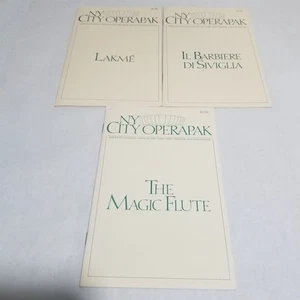 NY
CITY OPERAPAK
LAKMÉ
NY
CITY OPERAPAK
IL BARBIERE
DI SIVIGLIA
NY
CITY OPERAPAK
THE
MAGIC FLUTE